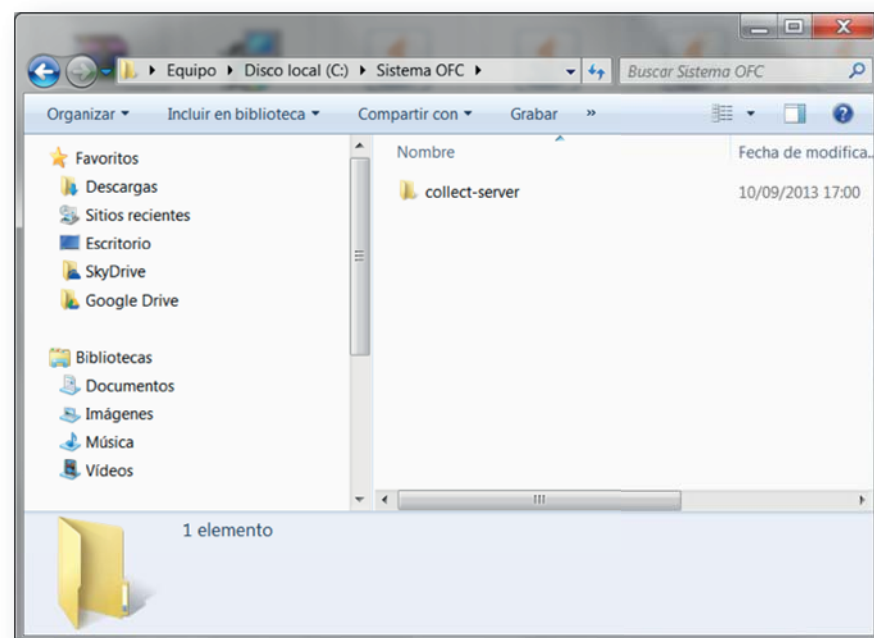 Equipo Disco local (C:) Sistema OFC Buscar Sistema OFC
Organizar Incluir en biblioteca Compartir con Grabar »
Favoritos
Descargas
Sitios recientes
Escritorio
SkyDrive
Google Drive
Bibliotecas
Documentos
Imágenes
Música
Vídeos
Nombre Fecha de modifica...
collect-server 10/09/2013 17:00
1 elemento